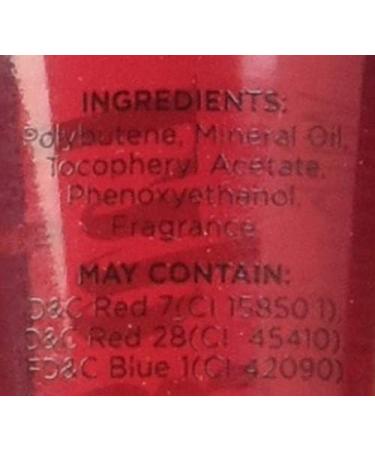 INGREDIENTS:
Polybutene, Mineral Oil,
Tocopheryl Acetate,
Phenoxyethanol,
Fragrance
MAY CONTAIN:
D&C Red 7(CI 15850:1),
D&C Red 28(CI 45410),
FD&C Blue 1(CI 42090)